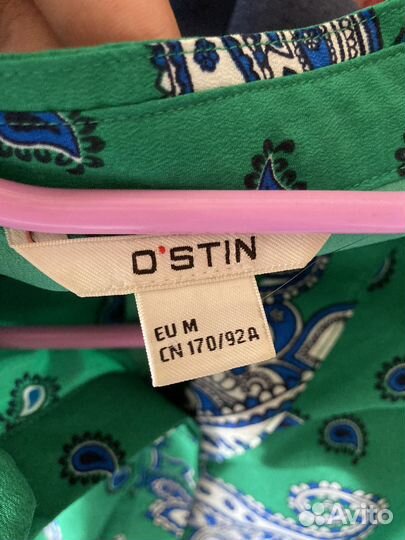 O'STIN
EU M
CN 170/92A
Avito